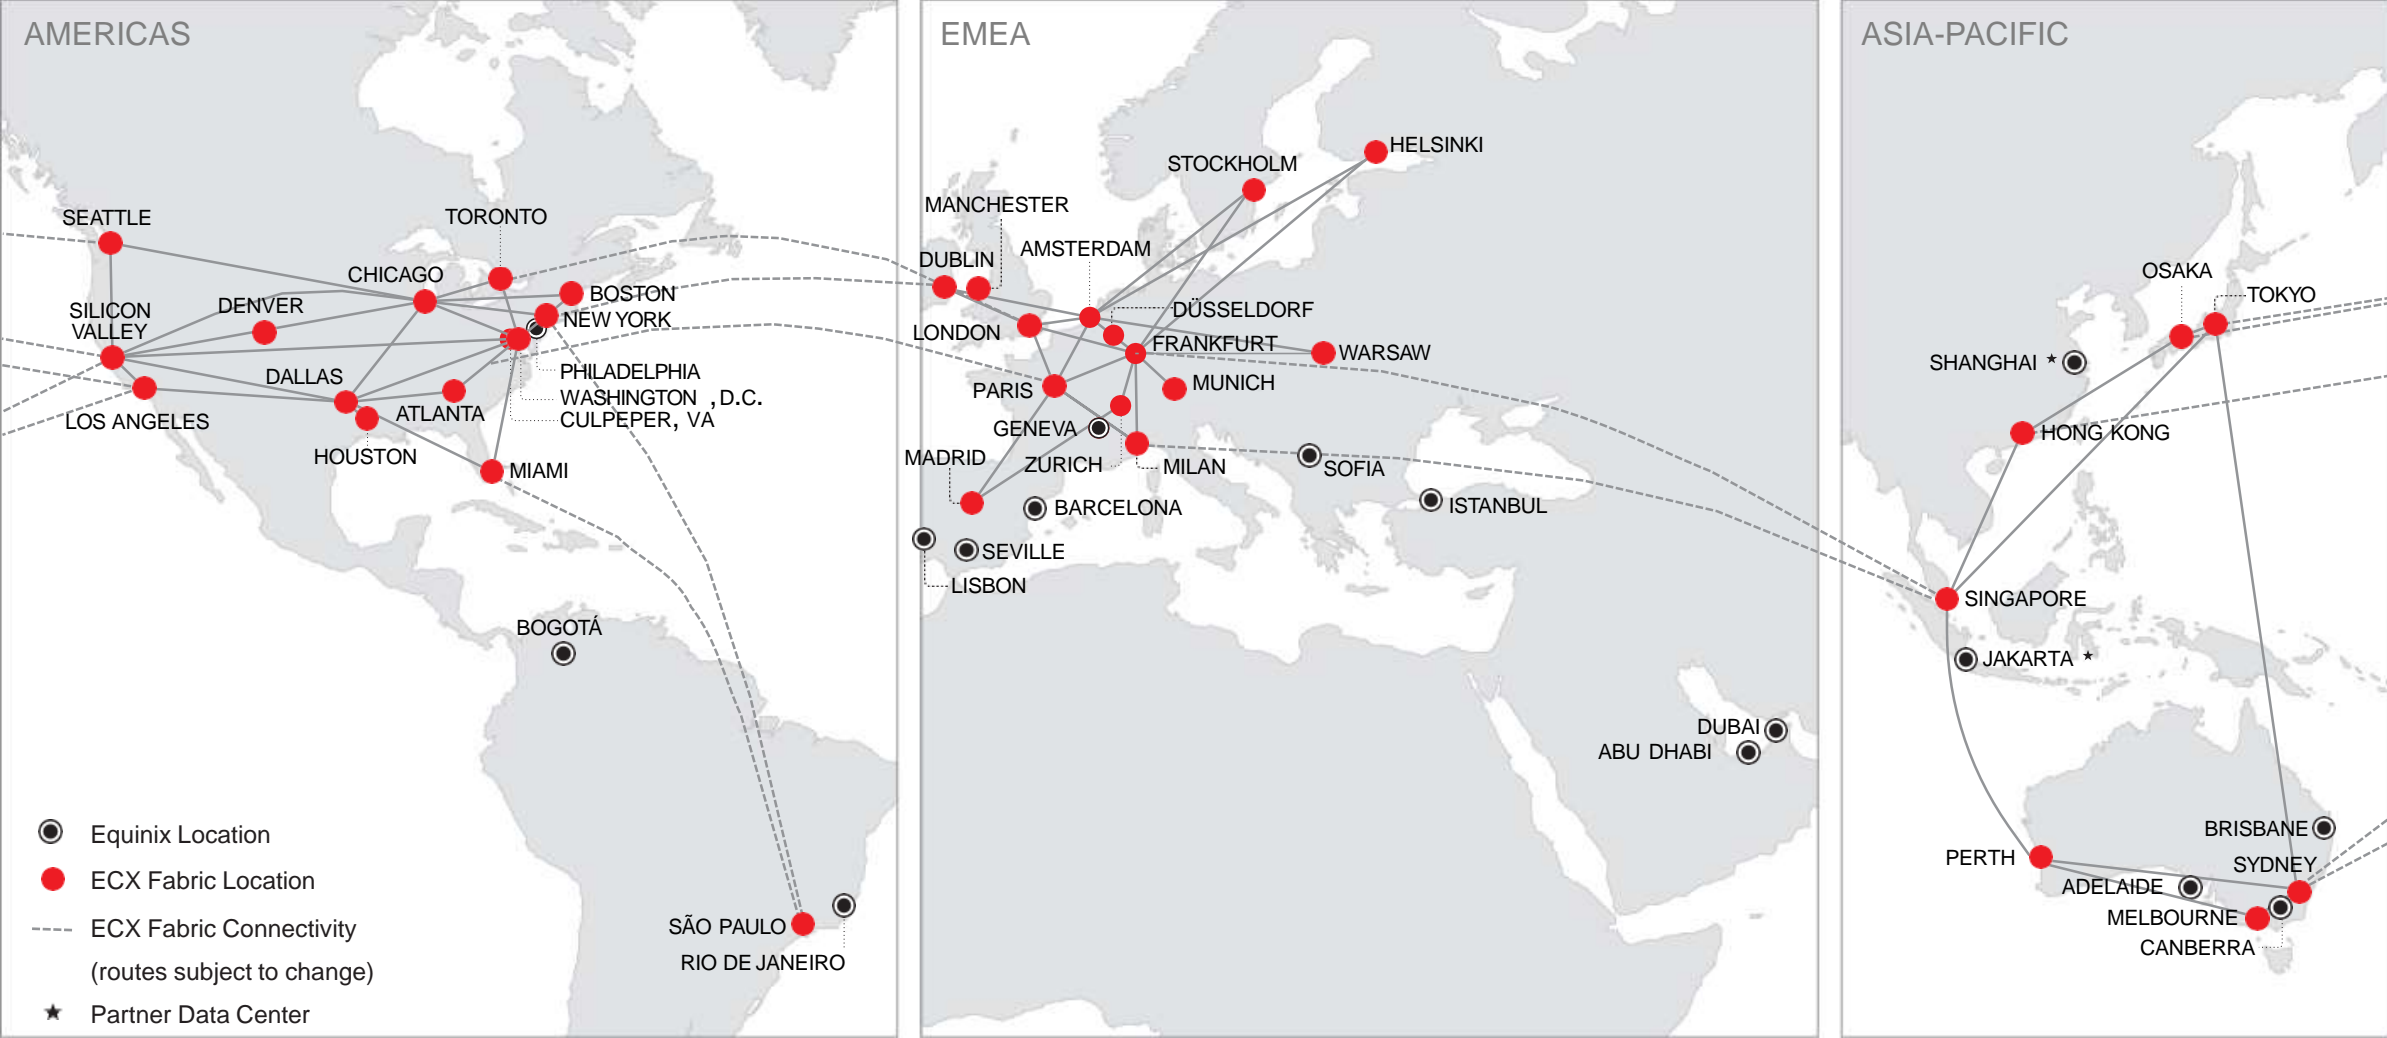 AMERICAS
SEATTLE
TORONTO
CHICAGO
SILICON
VALLEY
DENVER
BOSTON
NEW YORK
DALLAS
PHILADELPHIA
WASHINGTON , D.C.
CULPEPER, VA
LOS ANGELES
ATLANTA
HOUSTON
MIAMI
BOGOTÁ
SÃO PAULO
RIO DE JANEIRO
Equinix Location
ECX Fabric Location
ECX Fabric Connectivity
(routes subject to change)
★ Partner Data Center
EMEA
HELSINKI
STOCKHOLM
MANCHESTER
AMSTERDAM
DUBLIN
DÜSSELDORF
LONDON
FRANKFURT
WARSAW
PARIS
MUNICH
GENEVA
MADRID
ZURICH
MILAN
SOFIA
BARCELONA
ISTANBUL
SEVILLE
LISBON
DUBAI
ABU DHABI
ASIA-PACIFIC
OSAKA
TOKYO
SHANGHAI ★
HONG KONG
SINGAPORE
JAKARTA ★
BRISBANE
PERTH
SYDNEY
ADELAIDE
MELBOURNE
CANBERRA